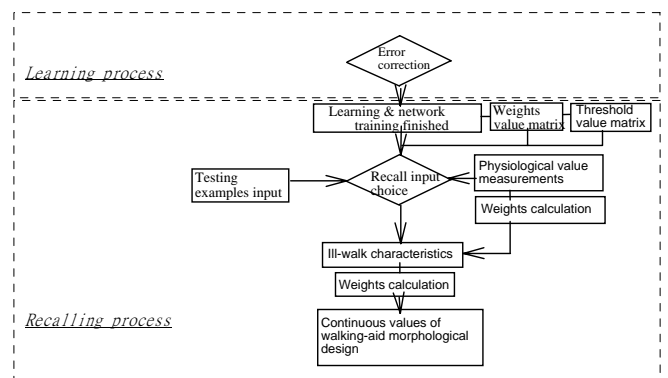 Error
correction
Learning process
Learning & network
training finished
Weights
value matrix
Threshold
value matrix
Testing
examples input
Recall input
choice
Physiological value
measurements
Weights calculation
Ill-walk characteristics
Weights calculation
Continuous values of
walking-aid morphological
design
Recalling process